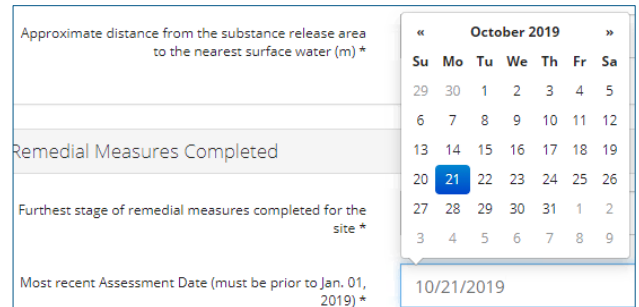 Approximate distance from the substance release area
to the nearest surface water (m) *
Remedial Measures Completed
Furthest stage of remedial measures completed for the
site *
Most recent Assessment Date (must be prior to Jan. 01,
2019) *
« October 2019 »
Su Mo Tu We Th Fr Sa
29 30 1 2 3 4 5
6 7 8 9 10 11 12
13 14 15 16 17 18 19
20 21 22 23 24 25 26
27 28 29 30 31 1 2
3 4 5 6 7 8 9
10/21/2019